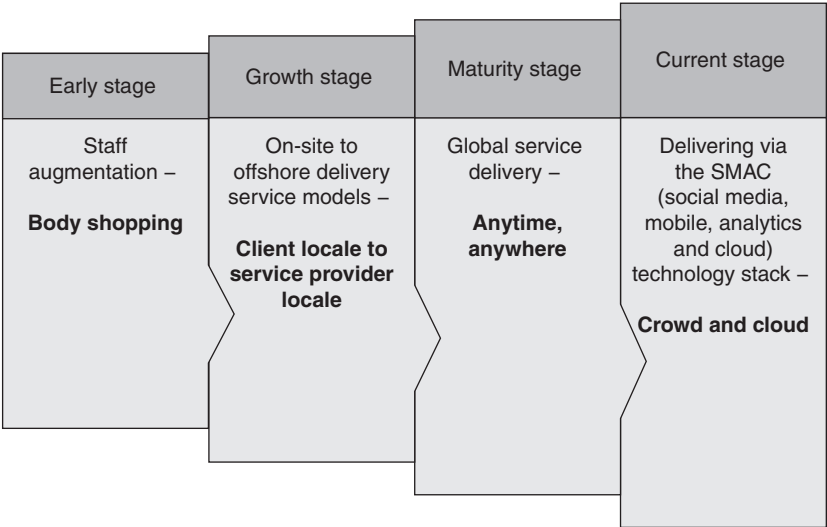 Early stage
Staff
augmentation –
Body shopping
Growth stage
On-site to
offshore delivery
service models –
Client locale to
service provider
locale
Maturity stage
Global service
delivery –
Anytime,
anywhere
Current stage
Delivering via
the SMAC
(social media,
mobile, analytics
and cloud)
technology stack –
Crowd and cloud